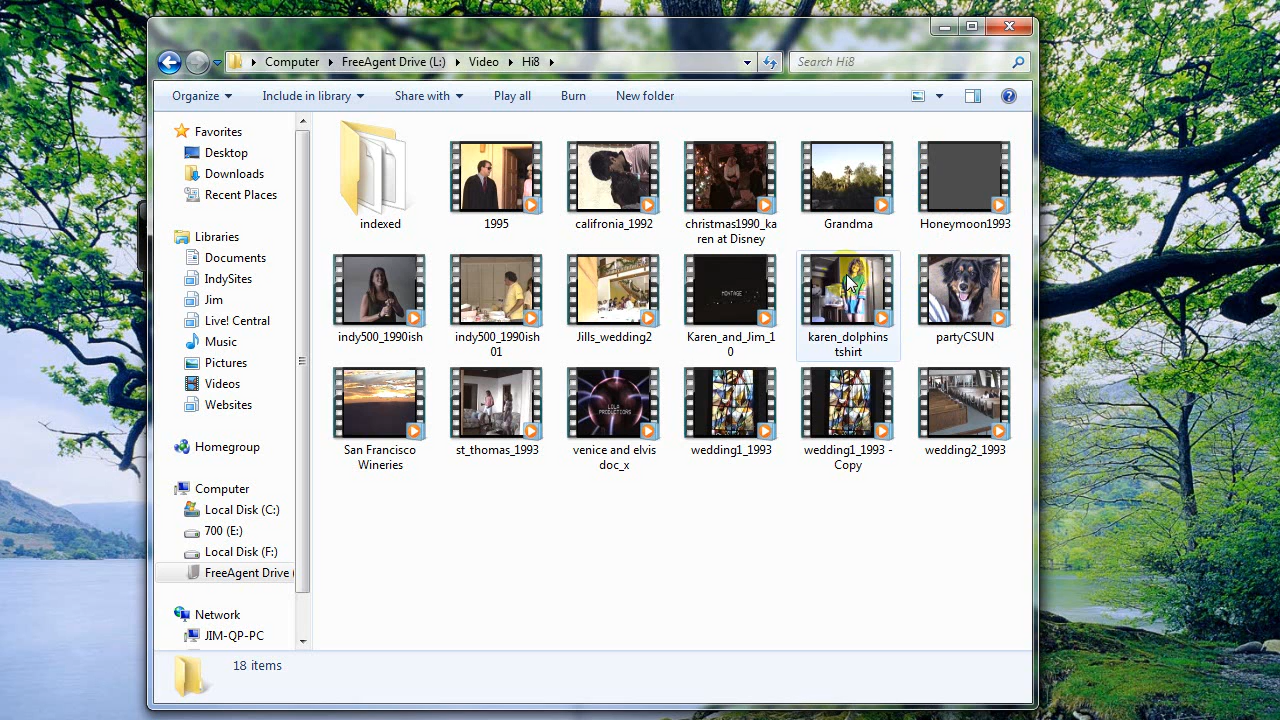 Computer FreeAgent Drive (L:) Video Hi8
Search Hi8
Organize Include in library Share with Play all Burn New folder
Favorites
Desktop
Downloads
Recent Places
Libraries
Documents
IndySites
Jim
Live! Central
Music
Pictures
Videos
Websites
Homegroup
Computer
Local Disk (C:)
700 (E:)
Local Disk (F:)
FreeAgent Drive (
Network
JIM-QP-PC
indexed
1995
califronia_1992
christmas1990_ka
ren at Disney
Grandma
Honeymoon1993
indy500_1990ish
indy500_1990ish
01
Jills_wedding2
MONTAGE
Karen_and_Jim_1
0
karen_dolphins
tshirt
partyCSUN
San Francisco
Wineries
st_thomas_1993
LOLA
PRODUCTIONS
venice and elvis
doc_x
wedding1_1993
wedding1_1993 -
Copy
wedding2_1993
18 items